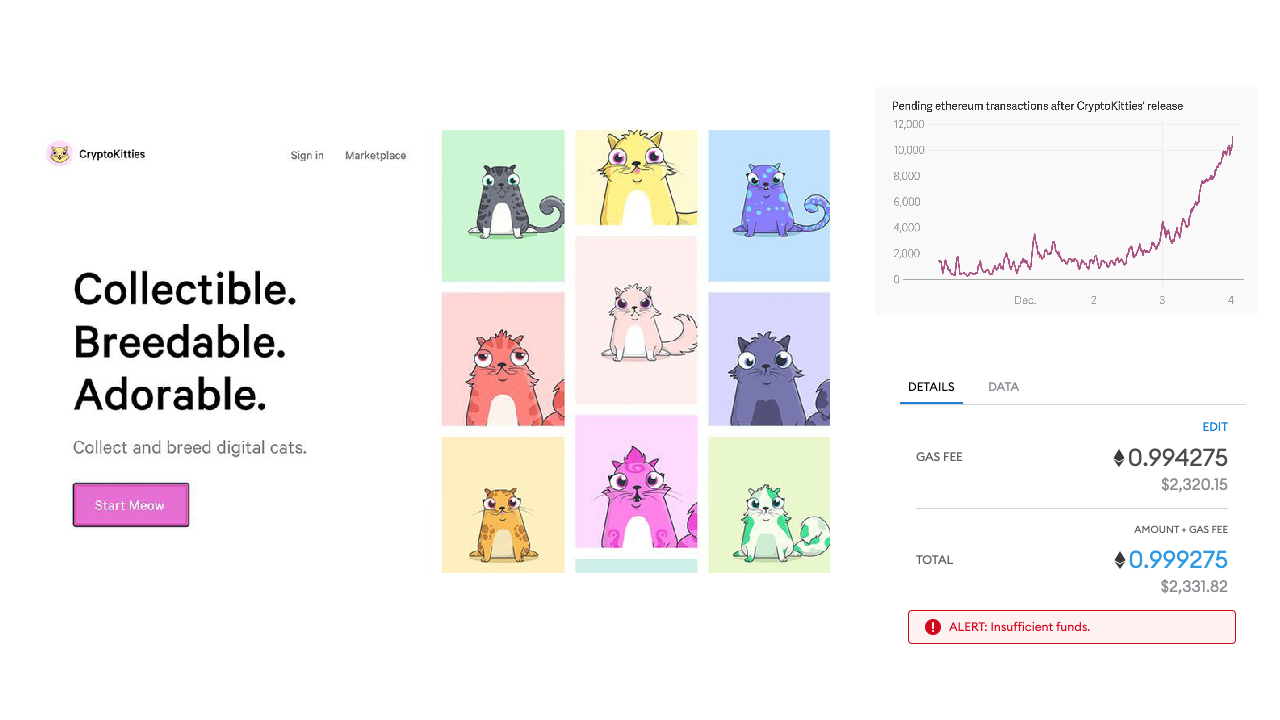 CryptoKitties
Sign in
Marketplace
Collectible.
Breedable.
Adorable.
Collect and breed digital cats.
Start Meow
Pending ethereum transactions after CryptoKitties' release
12,000
10,000
8,000
6,000
4,000
2,000
0
Dec. 2 3 4
DETAILS DATA
EDIT
GAS FEE 0.994275
$2,320.15
AMOUNT + GAS FEE
TOTAL 0.999275
$2,331.82
ALERT: Insufficient funds.